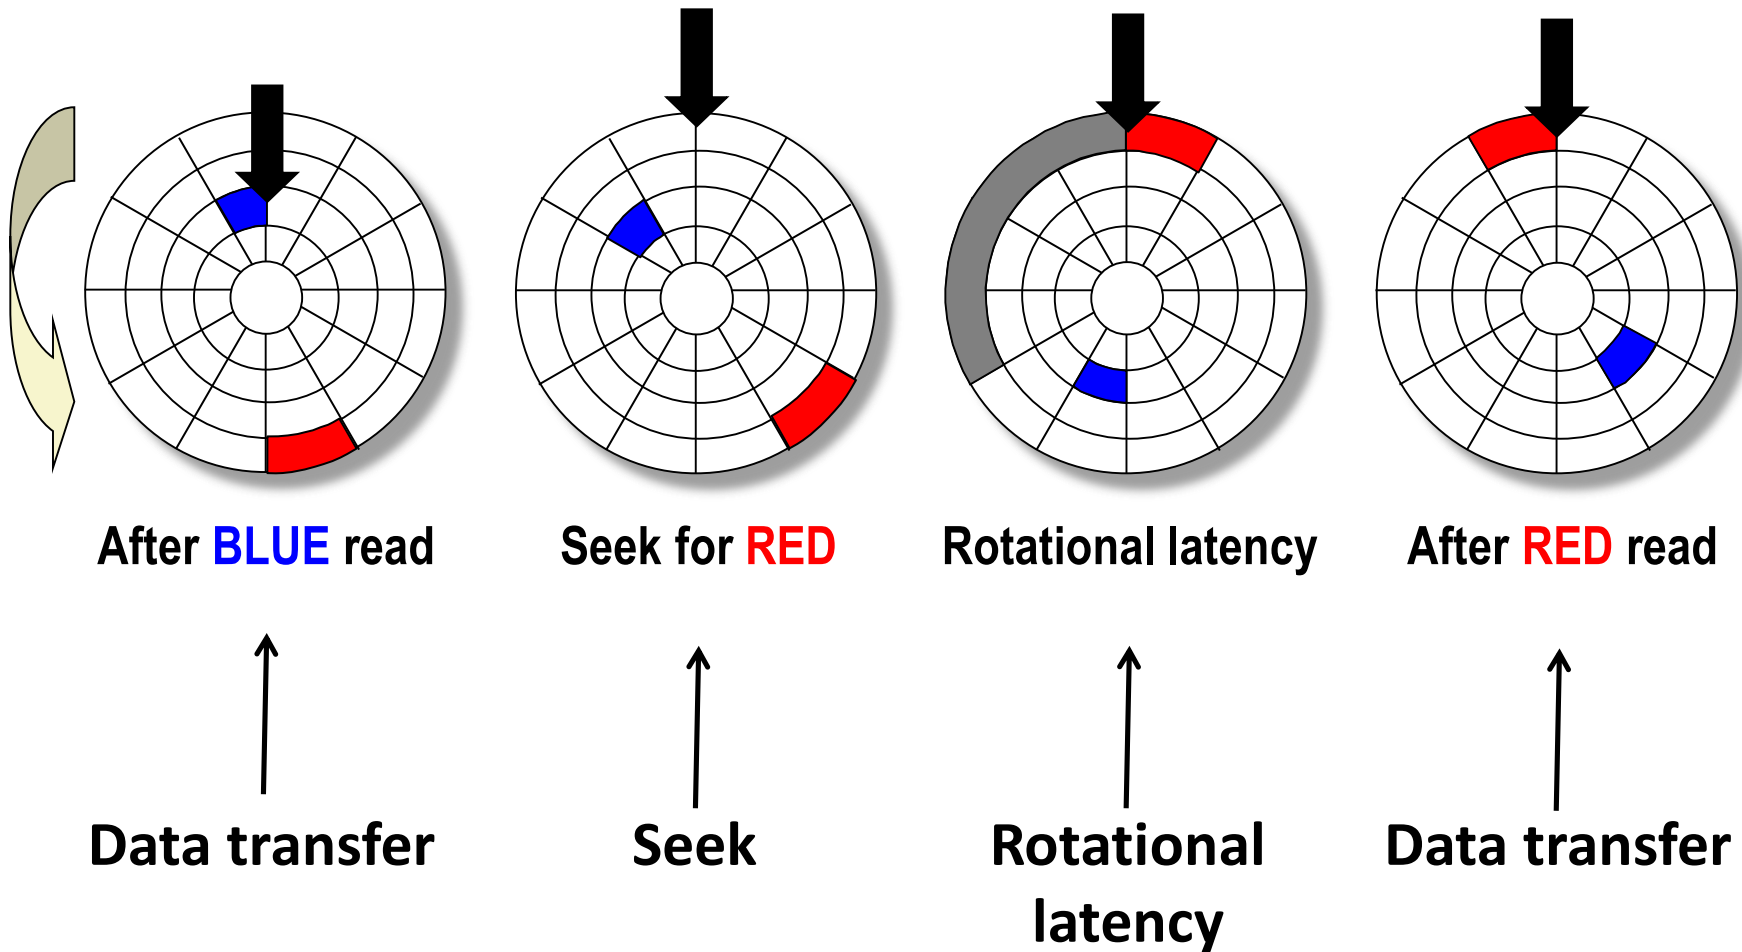 After BLUE read
Seek for RED
Rotational latency
After RED read
Data transfer
Seek
Rotational
latency
Data transfer